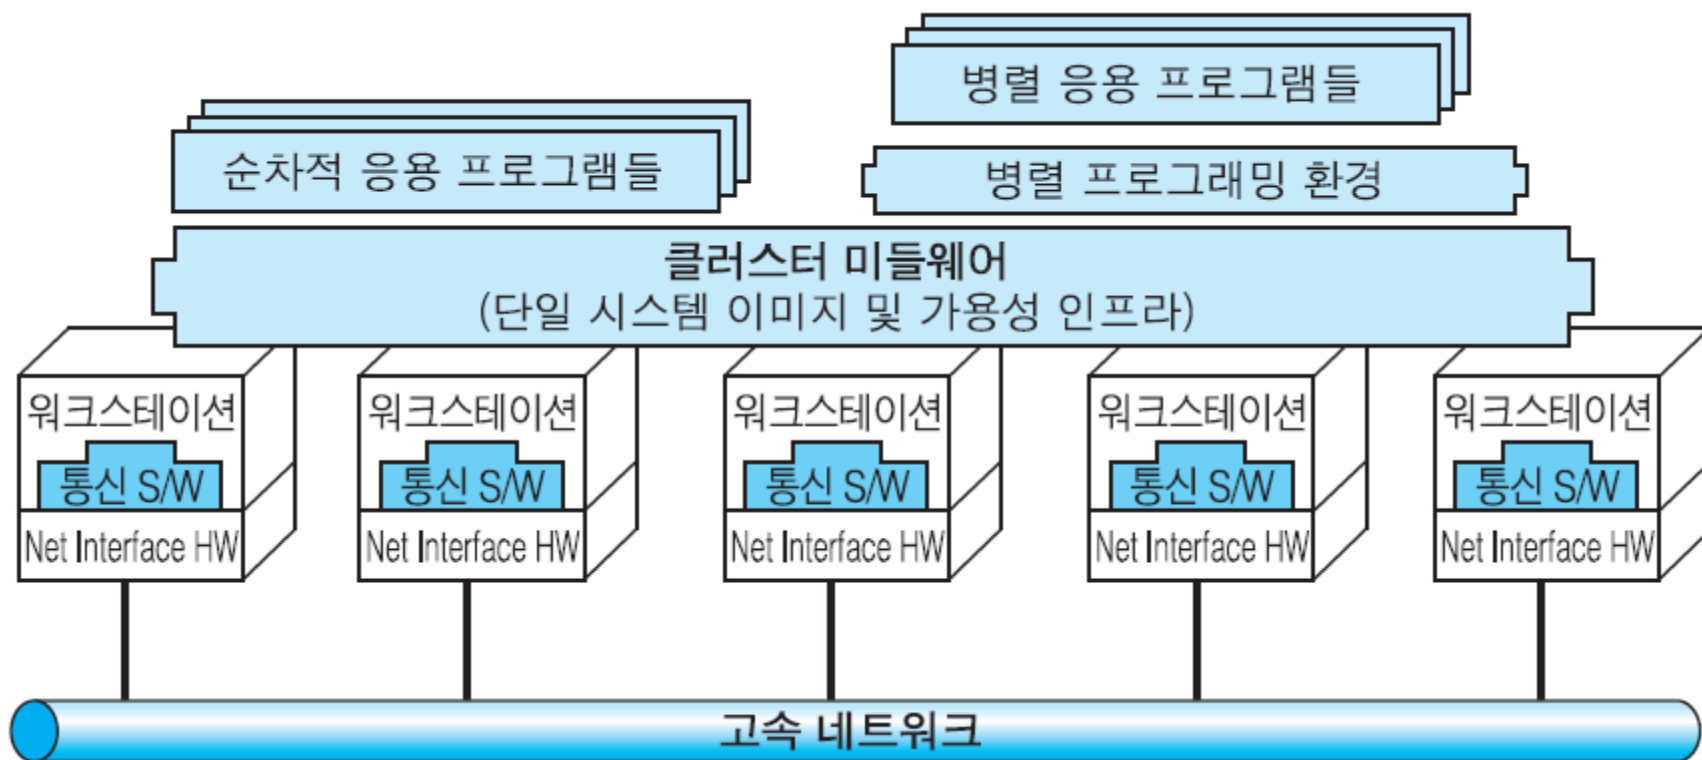 병렬 응용 프로그램들
순차적 응용 프로그램들
병렬 프로그래밍 환경
클러스터 미들웨어
(단일 시스템 이미지 및 가용성 인프라)
워크스테이션
통신 S/W
Net Interface HW
워크스테이션
통신 S/W
Net Interface HW
워크스테이션
통신 S/W
Net Interface HW
워크스테이션
통신 S/W
Net Interface HW
워크스테이션
통신 S/W
Net Interface HW
고속 네트워크